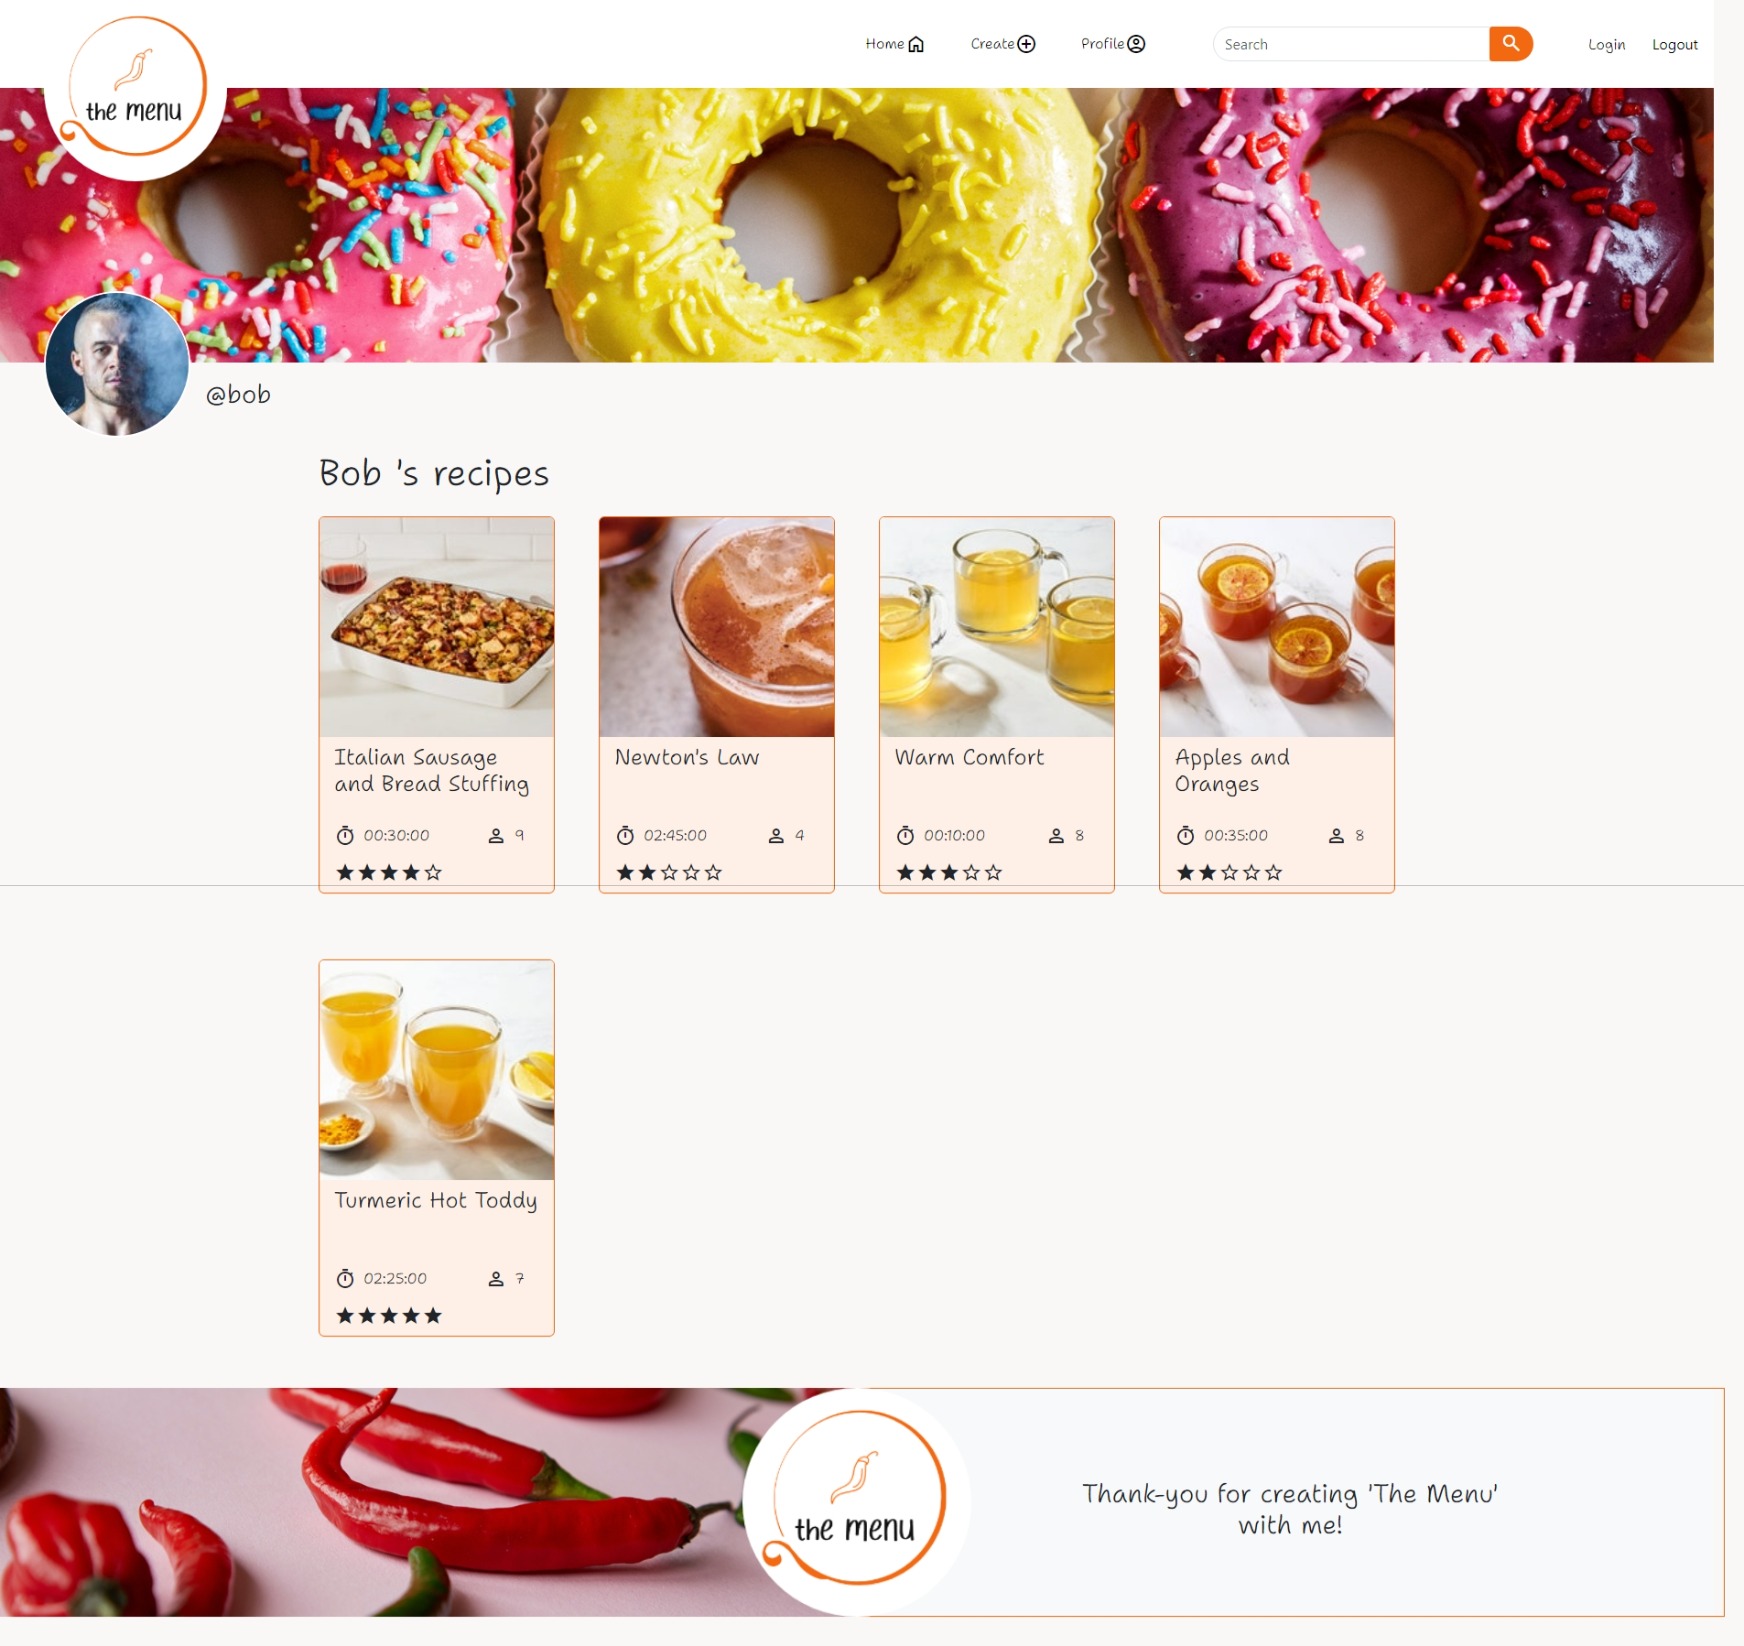 the menu
Home Create Profile Search Login Logout
@bob
Bob 's recipes
Italian Sausage
and Bread Stuffing
00:30:00 9
Newton's Law
02:45:00 4
Warm Comfort
00:10:00 8
Apples and
Oranges
00:35:00 8
Turmeric Hot Toddy
02:25:00 7
the menu
Thank-you for creating 'The Menu'
with me!